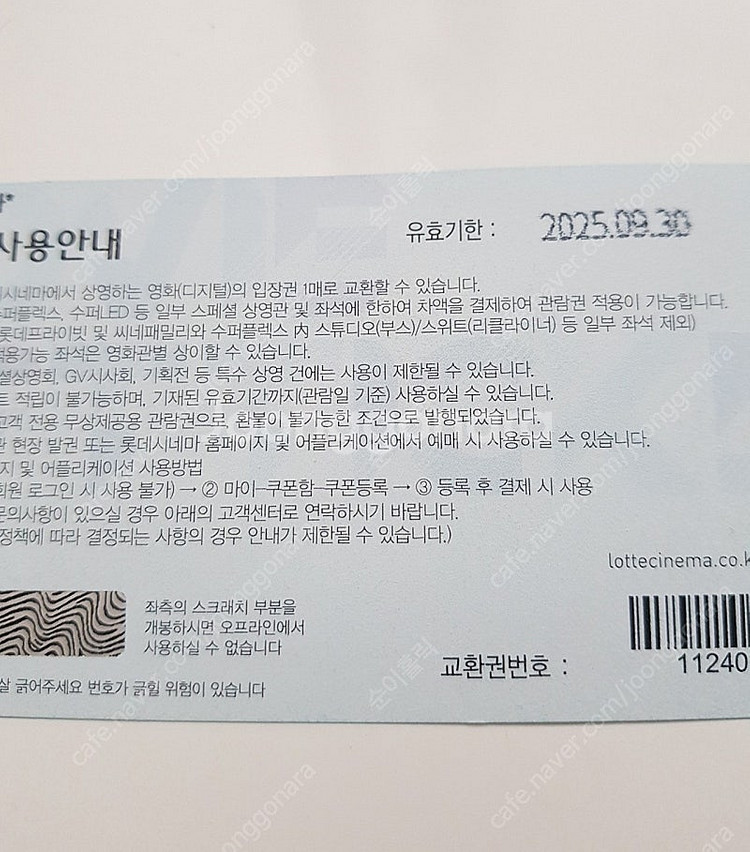 사용안내
유효기한 : 2025.09.30
시네마에서 상영하는 영화(디지털)의 입장권 1매로 교환할 수 있습니다.
퍼플렉스, 수퍼LED 등 일부 스페셜 상영관 및 좌석에 한하여 차액을 결제하여 관람권 적용이 가능합니다.
롯데프라이빗 및 씨네패밀리와 수퍼플렉스 內 스튜디오(부스)/스위트(리클라이너) 등 일부 좌석 제외)
적용가능 좌석은 영화관별 상이할 수 있습니다.
셜상영회, GV시사회, 기획전 등 특수 상영 건에는 사용이 제한될 수 있습니다.
트 적립이 불가능하며, 기재된 유효기간까지(관람일 기준) 사용하실 수 있습니다.
고객 전용 무상제공용 관람권으로, 환불이 불가능한 조건으로 발행되었습니다.
관 현장 발권 또는 롯데시네마 홈페이지 및 어플리케이션에서 예매 시 사용하실 수 있습니다.
지 및 어플리케이션 사용방법
회원 로그인 시 사용 불가) → ② 마이-쿠폰함-쿠폰등록 → ③ 등록 후 결제 시 사용
문의사항이 있으실 경우 아래의 고객센터로 연락하시기 바랍니다.
정책에 따라 결정되는 사항의 경우 안내가 제한될 수 있습니다.)
lottecinema.co.k
좌측의 스크래치 부분을
개봉하시면 오프라인에서
사용하실 수 없습니다
교환권번호 : 11240
살 긁어주세요 번호가 긁힐 위험이 있습니다
joonggonara
cafe.naver.com/joonggonara
순이홀릭